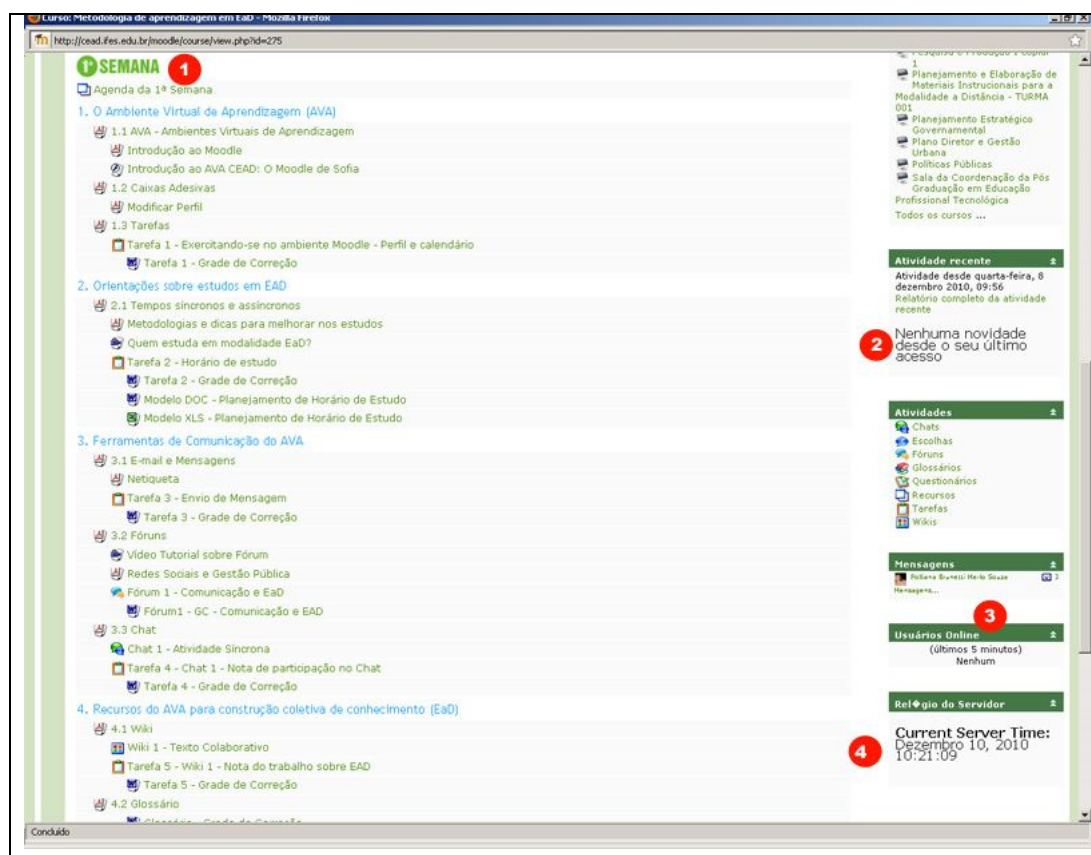 Curso: Metodologia de aprendizagem em EaD - Mozilla Firefox
http://cead.ifes.edu.br/moodle/course/view.php?id=275
1ª SEMANA
1
Agenda da 1ª Semana
1. O Ambiente Virtual de Aprendizagem (AVA)
1.1 AVA - Ambientes Virtuais de Aprendizagem
Introdução ao Moodle
Introdução ao AVA CEAD: O Moodle de Sofia
1.2 Caixas Adesivas
Modificar Perfil
1.3 Tarefas
Tarefa 1 - Exercitando-se no ambiente Moodle - Perfil e calendário
Tarefa 1 - Grade de Correção
2. Orientações sobre estudos em EAD
2.1 Tempos síncronos e assíncronos
Metodologias e dicas para melhorar nos estudos
Quem estuda em modalidade EaD?
Tarefa 2 - Horário de estudo
Tarefa 2 - Grade de Correção
Modelo DOC - Planejamento de Horário de Estudo
Modelo XLS - Planejamento de Horário de Estudo
3. Ferramentas de Comunicação do AVA
3.1 E-mail e Mensagens
Netiqueta
Tarefa 3 - Envio de Mensagem
Tarefa 3 - Grade de Correção
3.2 Fóruns
Vídeo Tutorial sobre Fórum
Redes Sociais e Gestão Pública
Fórum 1 - Comunicação e EaD
Fórum1 - GC - Comunicação e EAD
3.3 Chat
Chat 1 - Atividade Síncrona
Tarefa 4 - Chat 1 - Nota de participação no Chat
Tarefa 4 - Grade de Correção
4. Recursos do AVA para construção coletiva de conhecimento (EaD)
4.1 Wiki
Wiki 1 - Texto Colaborativo
Tarefa 5 - Wiki 1 - Nota do trabalho sobre EAD
Tarefa 5 - Grade de Correção
4.2 Glossário
Glossário - Grade de Correção
Pesquisa e Produção I copiar
1
Planejamento e Elaboração de
Materiais Instrucionais para a
Modalidade a Distância - TURMA
001
Planejamento Estratégico
Governamental
Plano Diretor e Gestão
Urbana
Políticas Públicas
Sala da Coordenação da Pós
Graduação em Educação
Profissional Tecnológica
Todos os cursos ...
Atividade recente
Atividade desde quarta-feira, 8
dezembro 2010, 09:56
Relatório completo da atividade
recente
2
Nenhuma novidade
desde o seu último
acesso
Atividades
Chats
Escolhas
Fóruns
Glossários
Questionários
Recursos
Tarefas
Wikis
Mensagens
Souza
Mensagens...
3
Usuários Online
(últimos 5 minutos)
Nenhum
Rel�gio do Servidor
4
Current Server Time:
Dezembro 10, 2010
10:21:09
Concluído